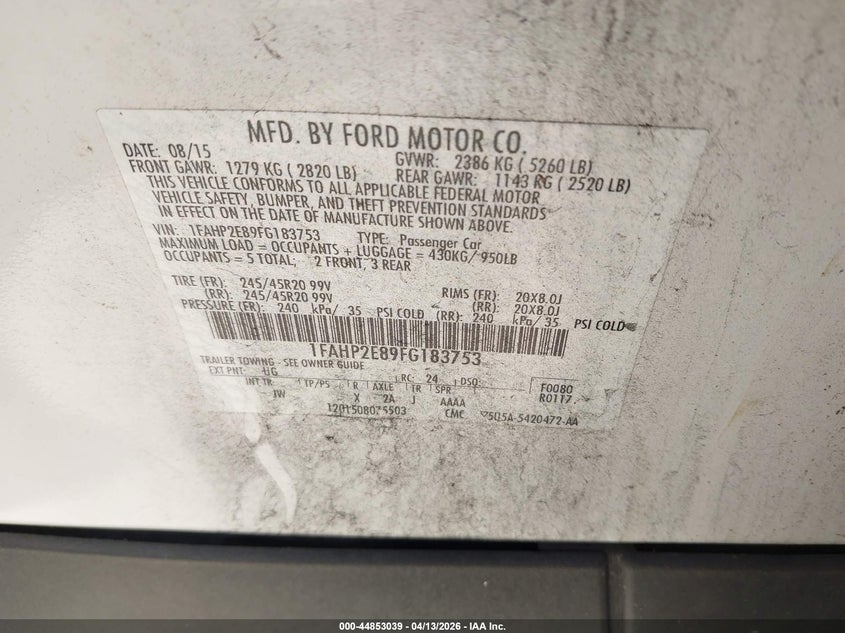 MFD. BY FORD MOTOR CO.
DATE: 08/15 GVWR: 2386 KG ( 5260 LB)
FRONT GAWR: 1279 KG ( 2820 LB) REAR GAWR: 1143 KG ( 2520 LB)
THIS VEHICLE CONFORMS TO ALL APPLICABLE FEDERAL MOTOR
VEHICLE SAFETY, BUMPER, AND THEFT PREVENTION STANDARDS
IN EFFECT ON THE DATE OF MANUFACTURE SHOWN ABOVE.
VIN: 1FAHP2E89FG183753 TYPE: Passenger Car
MAXIMUM LOAD = OCCUPANTS + LUGGAGE = 430KG/ 950LB
OCCUPANTS = 5 TOTAL, 2 FRONT, 3 REAR
TIRE (FR): 245/45R20 99V RIMS (FR): 20X8.0J
(RR): 245/45R20 99V (RR): 20X8.0J
PRESSURE (FR): 240 kPa/ 35 PSI COLD (RR): 240 kPa/ 35 PSI COLD
1FAHP2E89FG183753
TRAILER TOWING - SEE OWNER GUIDE
EXT PNT: UG RC: 24 DSO: F0080
INT TR TP/PS R AXLE TR SPR R0117
JW X 2A J AAAA
1201508075503 CMC 5U5A-5420472-AA
000-44853039 - 04/13/2026 - IAA Inc.